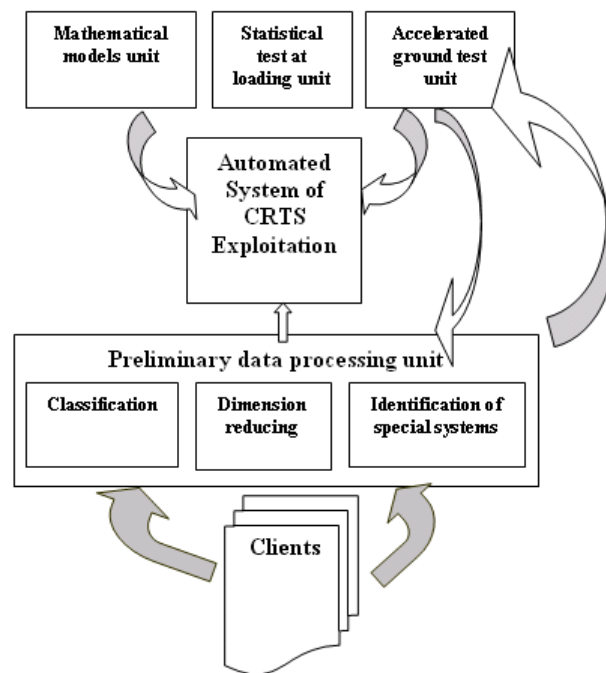 Mathematical
models unit
Statistical
test at
loading unit
Accelerated
ground test
unit
Automated
System of
CRTS
Exploitation
Preliminary data processing unit
Classification
Dimension
reducing
Identification of
special systems
Clients